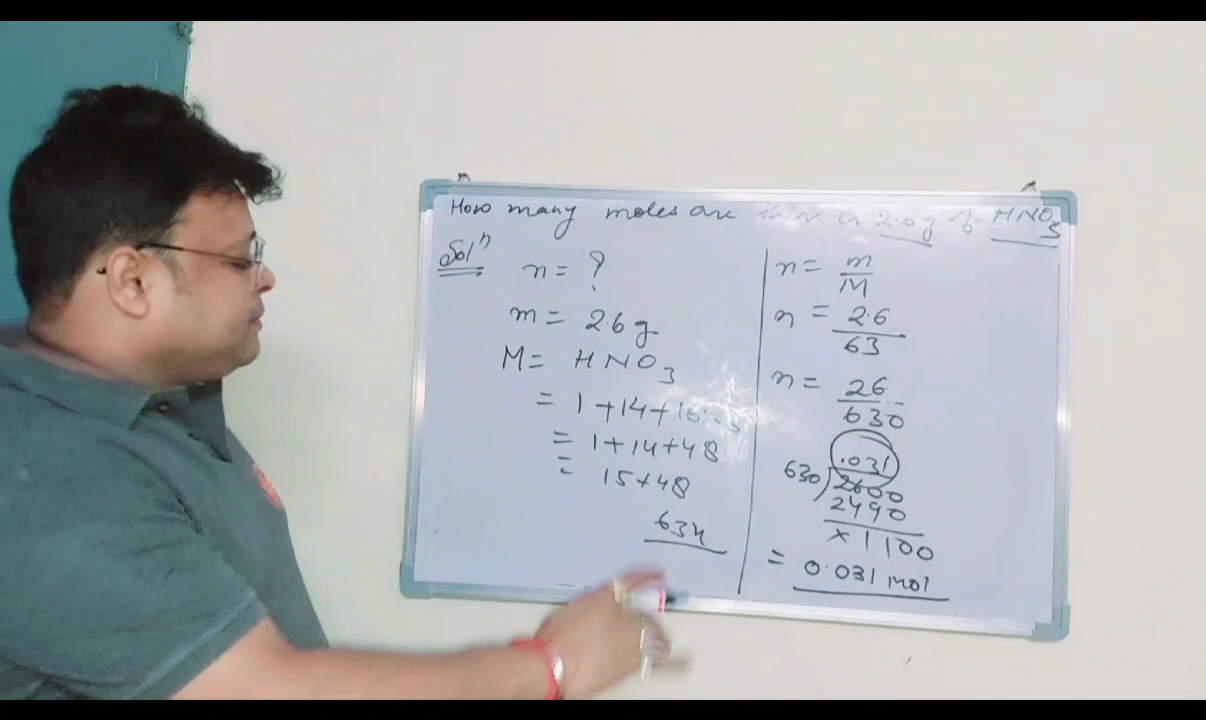 How many moles are there in 2.6g of HNO3
Solⁿ
n = ?
m = 2.6g
M = HNO3
= 1+14+16×3
= 1+14+48
= 15+48
63
n = m/M
n = 2.6/63
n = 26/630
.031
630)2600
2490
×1100
= 0.031 mol